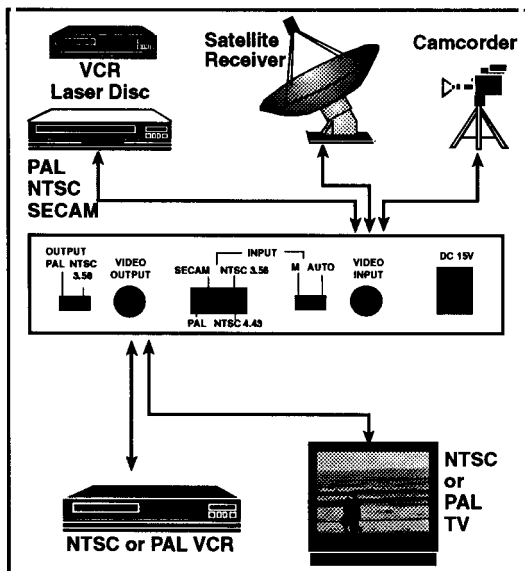 VCR
Laser Disc
Satellite
Receiver
Camcorder
PAL
NTSC
SECAM
OUTPUT
PAL NTSC
3.58
VIDEO
OUTPUT
INPUT
SECAM NTSC 3.58
PAL NTSC 4.43
M AUTO
VIDEO
INPUT
DC 15V
NTSC or PAL VCR
NTSC
or
PAL
TV